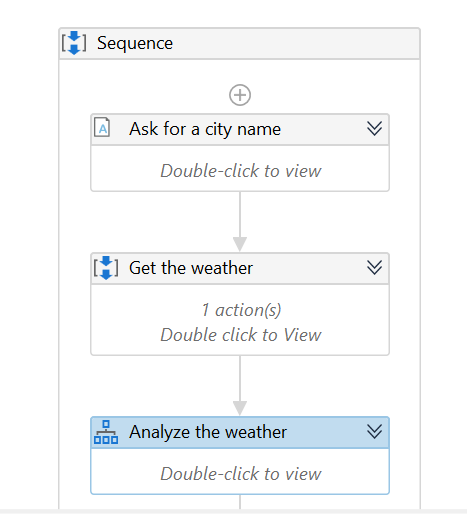 Sequence
Ask for a city name
Double-click to view
Get the weather
1 action(s)
Double click to View
Analyze the weather
Double-click to view